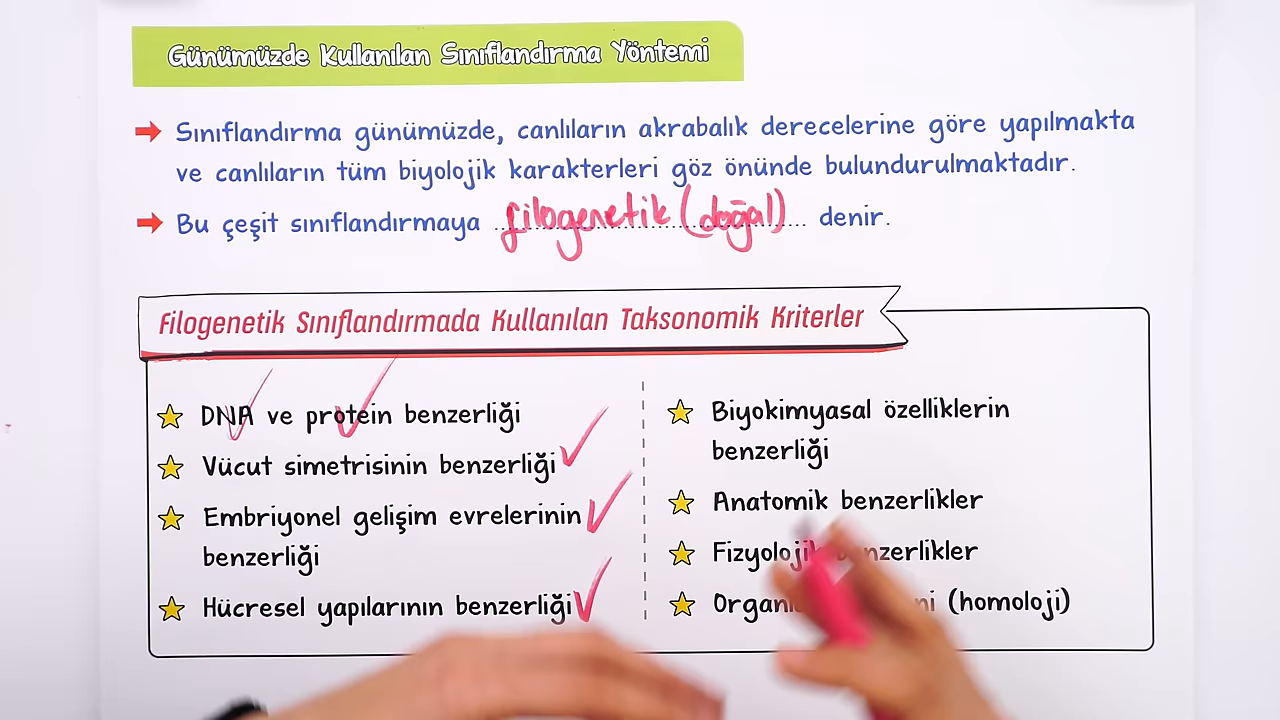 Günümüzde Kullanılan Sınıflandırma Yöntemi
Sınıflandırma günümüzde, canlıların akrabalık derecelerine göre yapılmakta
ve canlıların tüm biyolojik karakterleri göz önünde bulundurulmaktadır.
Bu çeşit sınıflandırmaya filogenetik (doğal) denir.
Filogenetik Sınıflandırmada Kullanılan Taksonomik Kriterler
DNA ve protein benzerliği
Vücut simetrisinin benzerliği
Embriyonel gelişim evrelerinin
benzerliği
Hücresel yapılarının benzerliği
Biyokimyasal özelliklerin
benzerliği
Anatomik benzerlikler
Fizyolojik benzerlikler
(homoloji)